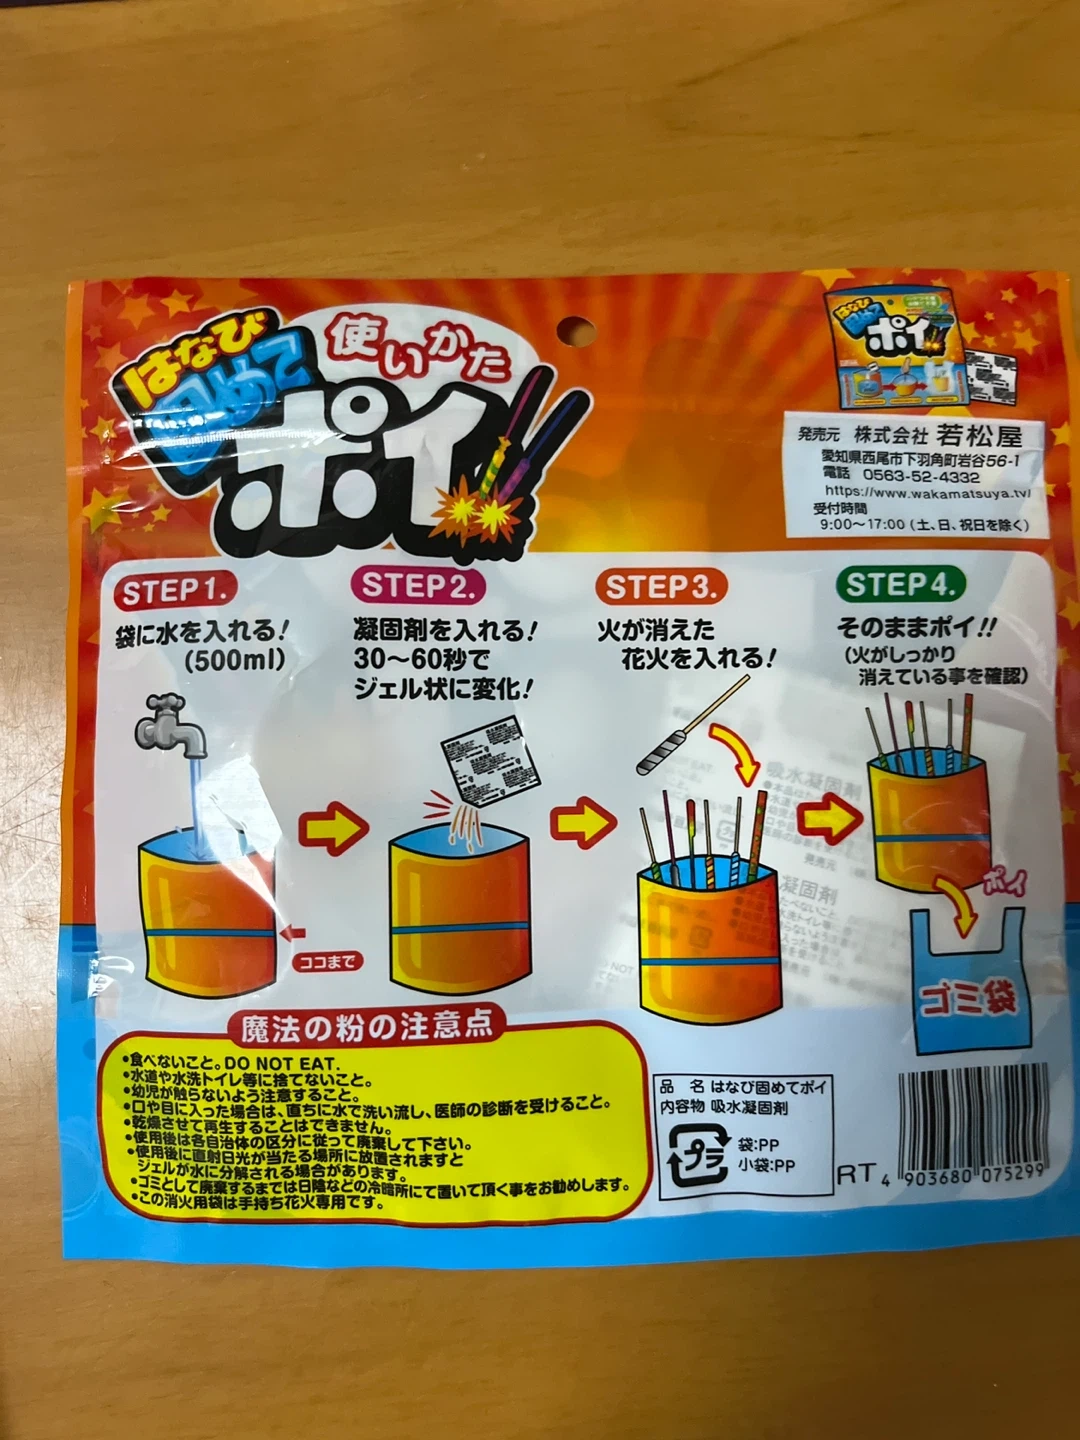 はなび
固めて
ポイ!!
使いかた
はなび
固めて
ポイ!!
発売元 株式会社 若松屋
愛知県西尾市下羽角町岩谷56-1
電話 0563-52-4332
https://www.wakamatsuya.tv/
受付時間
9:00～17:00(土、日、祝日を除く)
STEP1.
袋に水を入れる!
(500ml)
ココまで
STEP2.
凝固剤を入れる!
30～60秒で
ジェル状に変化!
STEP3.
火が消えた
花火を入れる!
STEP4.
そのままポイ!!
(火がしっかり
消えている事を確認)
ポイ
ゴミ袋
吸水凝固剤
発売元
凝固剤
魔法の粉の注意点
•食べないこと。DO NOT EAT.
•水道や水洗トイレ等に捨てないこと。
•幼児が触らないよう注意すること。
•口や目に入った場合は、直ちに水で洗い流し、医師の診断を受けること。
•乾燥させて再生することはできません。
•使用後は各自治体の区分に従って廃棄して下さい。
•使用後に直射日光が当たる場所に放置されますと
ジェルが水に分解される場合があります。
•ゴミとして廃棄するまでは日陰などの冷暗所にて置いて頂く事をお勧めします。
•この消火用袋は手持ち花火専用です。
品 名 はなび固めてポイ
内容物 吸水凝固剤
プラ
袋:PP
小袋:PP
RT 4 903680 075299